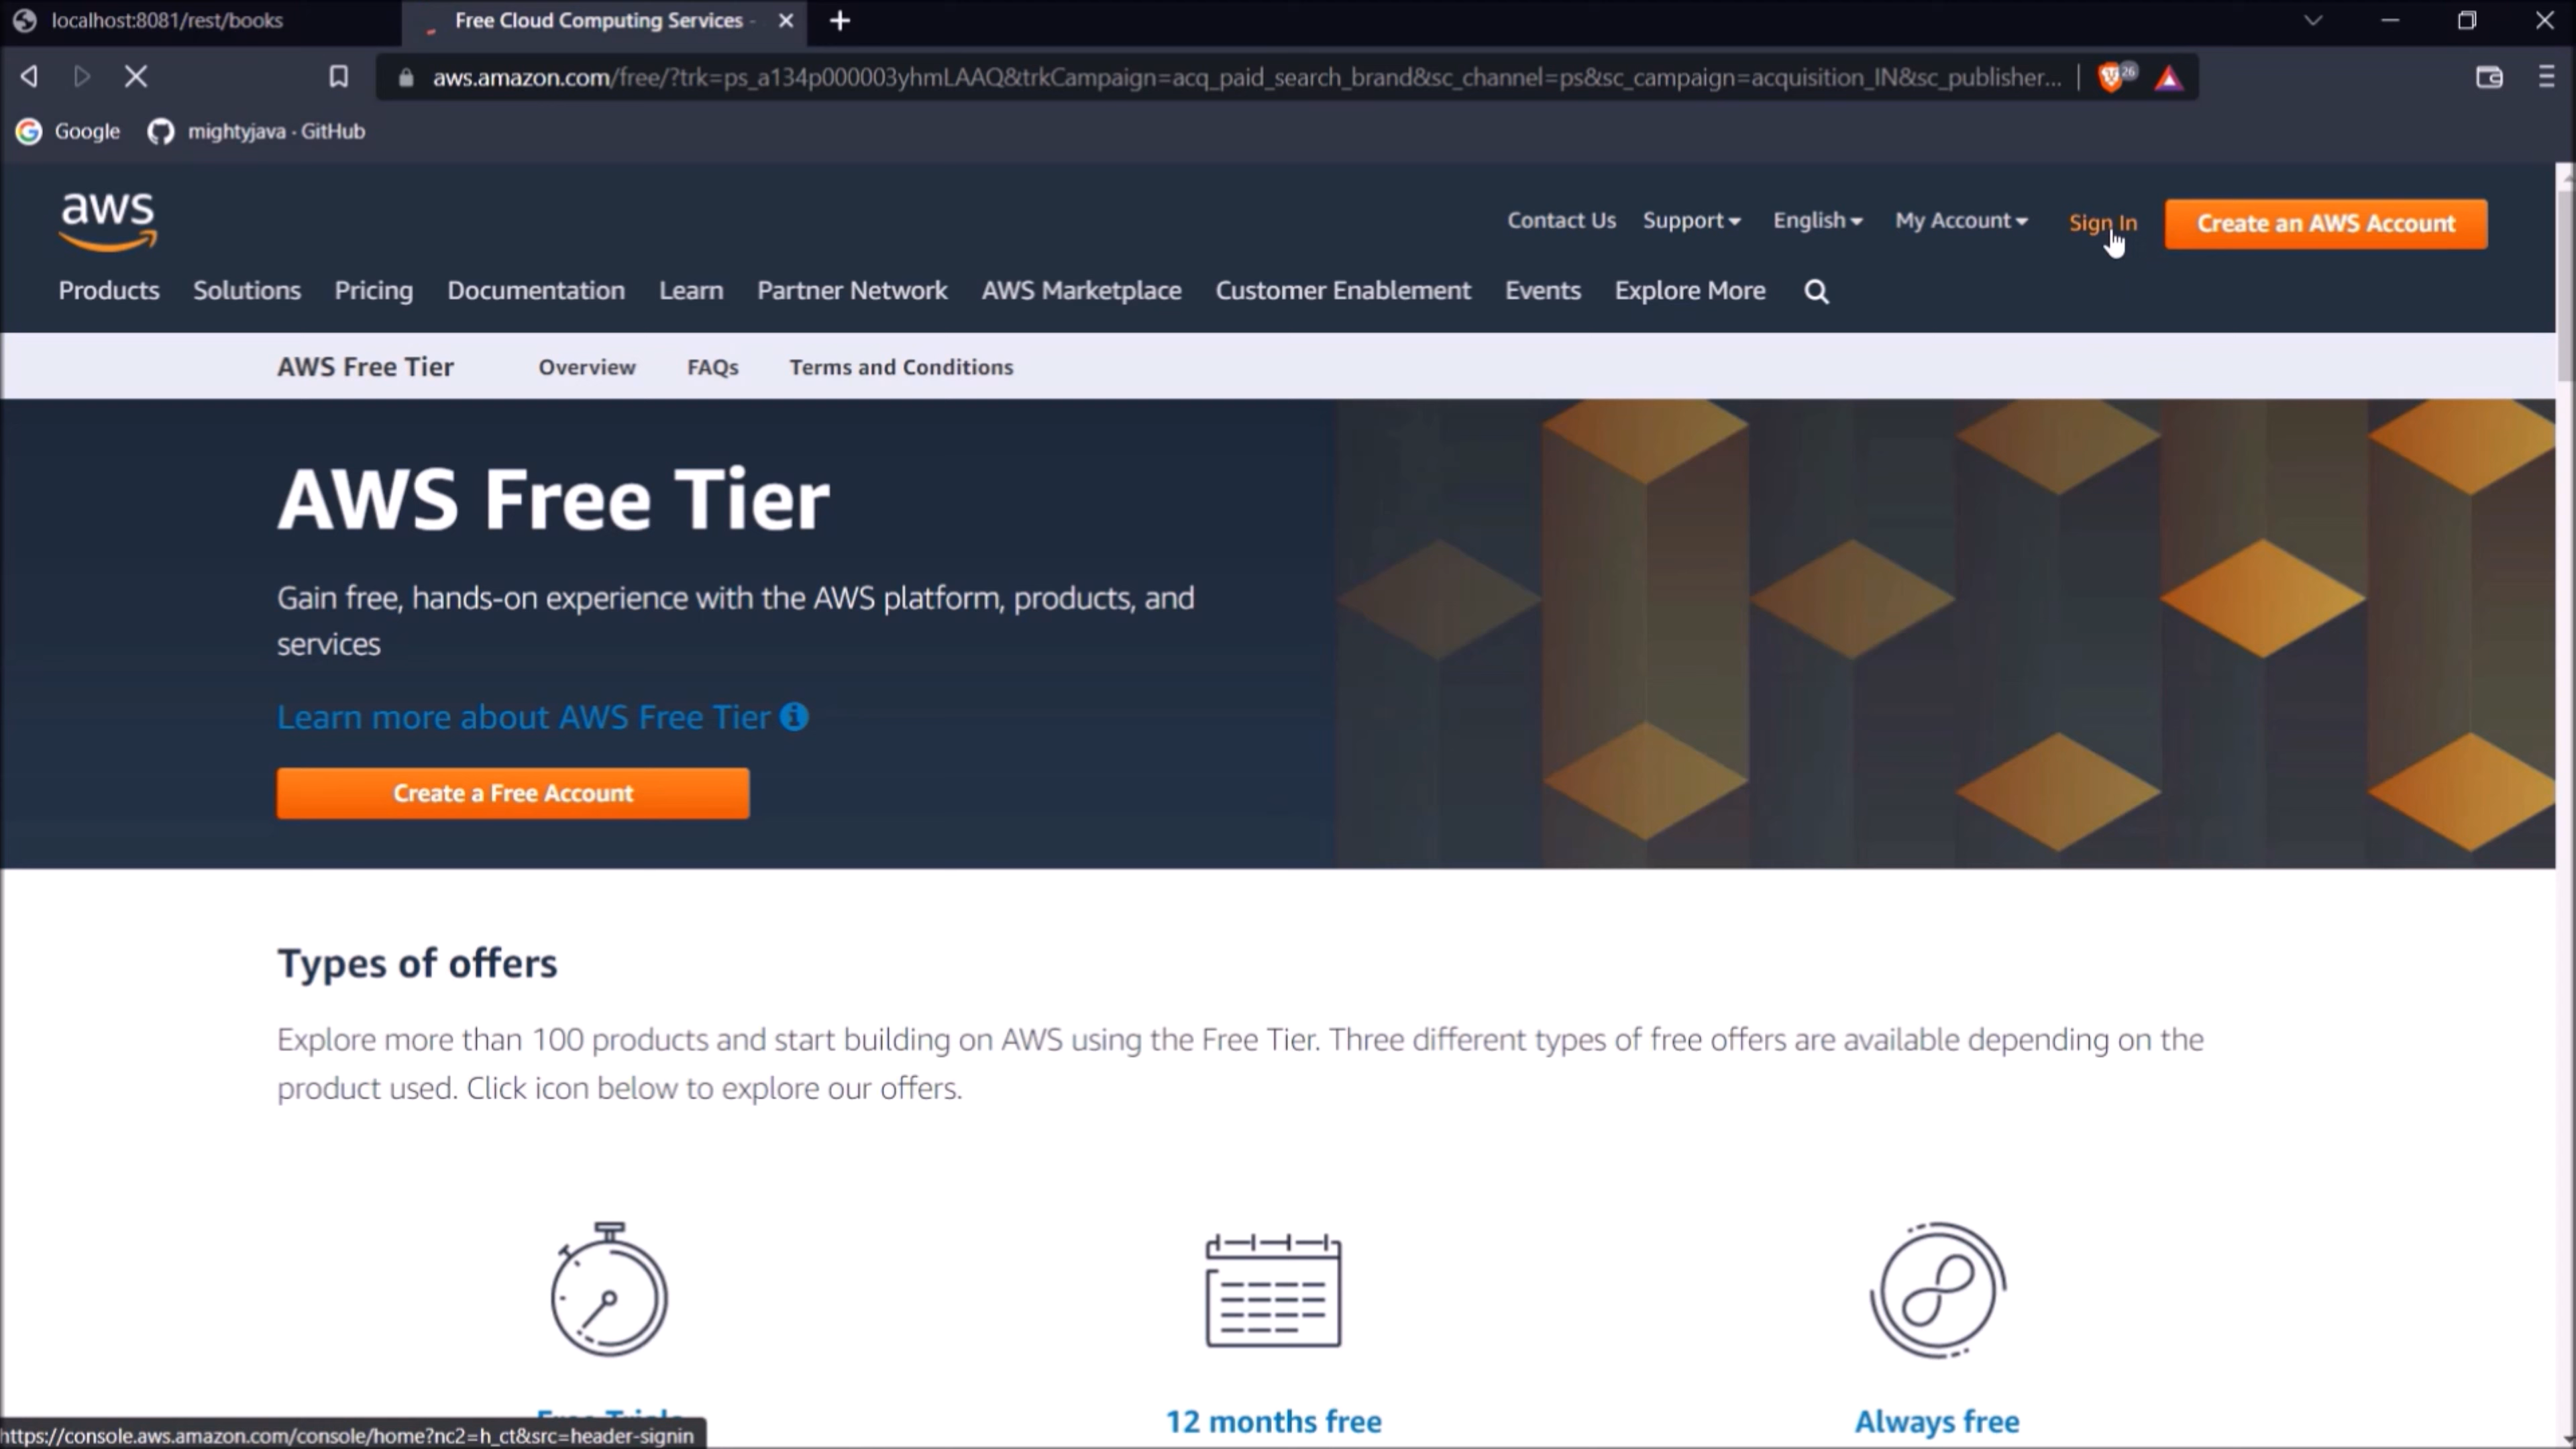 localhost:8081/rest/books
Free Cloud Computing Services -
aws.amazon.com/free/?trk=ps_a134p000003yhmLAAQ&trkCampaign=acq_paid_search_brand&sc_channel=ps&sc_campaign=acquisition_IN&sc_publisher...
26
Google
mightyjava - GitHub
aws
Contact Us
Support
English
My Account
Sign In
Create an AWS Account
Products
Solutions
Pricing
Documentation
Learn
Partner Network
AWS Marketplace
Customer Enablement
Events
Explore More
AWS Free Tier
Overview
FAQs
Terms and Conditions
AWS Free Tier
Gain free, hands-on experience with the AWS platform, products, and
services
Learn more about AWS Free Tier
Create a Free Account
Types of offers
Explore more than 100 products and start building on AWS using the Free Tier. Three different types of free offers are available depending on the
product used. Click icon below to explore our offers.
Free Trials
12 months free
Always free
https://console.aws.amazon.com/console/home?nc2=h_ct&src=header-signin